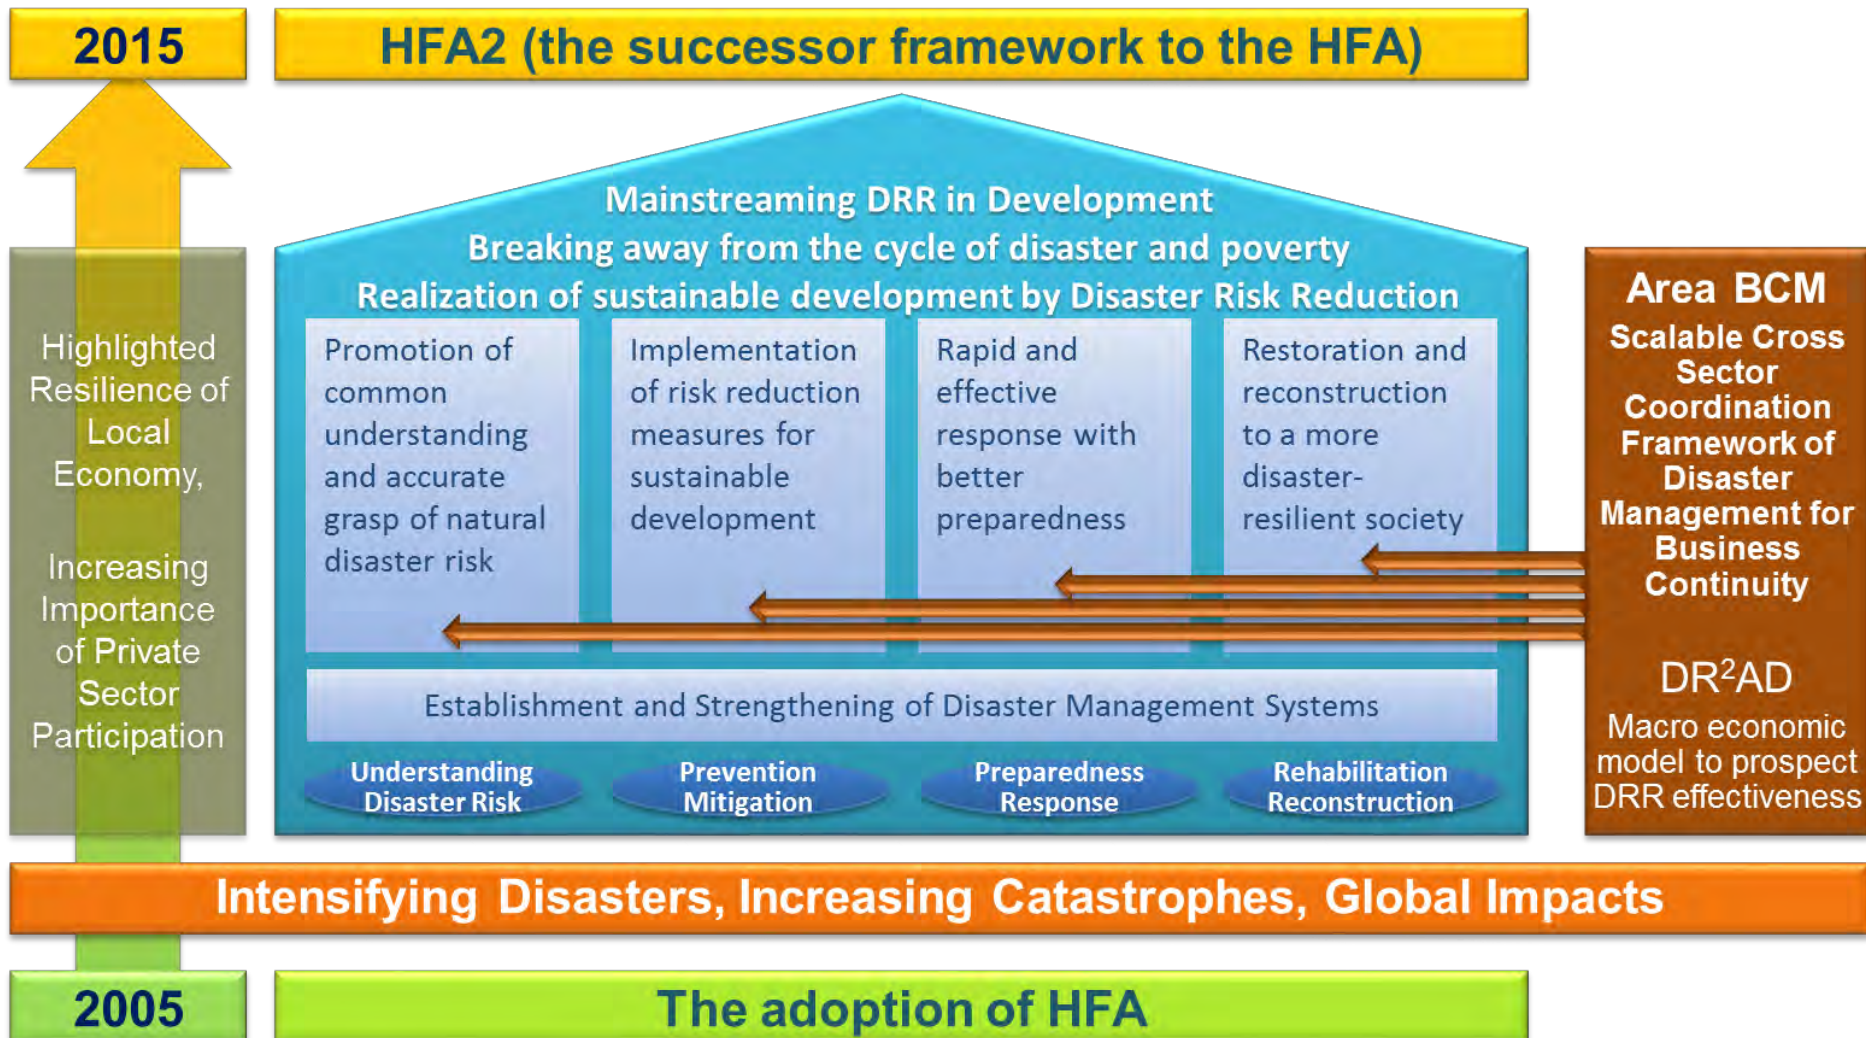 2015
HFA2 (the successor framework to the HFA)
Mainstreaming DRR in Development
Breaking away from the cycle of disaster and poverty
Realization of sustainable development by Disaster Risk Reduction
Highlighted
Resilience of
Local
Economy,
Increasing
Importance
of Private
Sector
Participation
Promotion of
common
understanding
and accurate
grasp of natural
disaster risk
Implementation
of risk reduction
measures for
sustainable
development
Rapid and
effective
response with
better
preparedness
Restoration and
reconstruction
to a more
disaster-
resilient society
Establishment and Strengthening of Disaster Management Systems
Understanding
Disaster Risk
Prevention
Mitigation
Preparedness
Response
Rehabilitation
Reconstruction
Area BCM
Scalable Cross
Sector
Coordination
Framework of
Disaster
Management for
Business
Continuity
DR²AD
Macro economic
model to prospect
DRR effectiveness
Intensifying Disasters, Increasing Catastrophes, Global Impacts
2005
The adoption of HFA